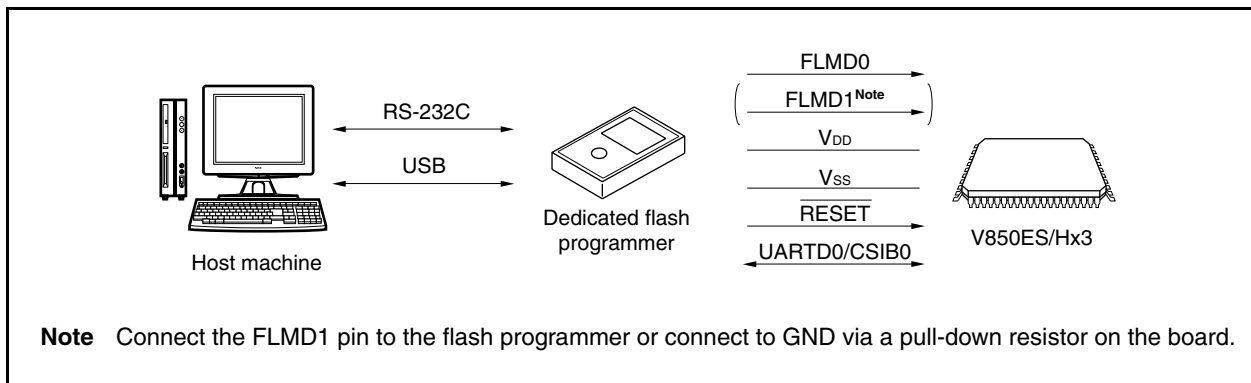 FLMD0
FLMD1Note
RS-232C
VDD
USB
VSS
RESET
Dedicated flash
programmer
UARTD0/CSIB0
V850ES/Hx3
Host machine
Note Connect the FLMD1 pin to the flash programmer or connect to GND via a pull-down resistor on the board.